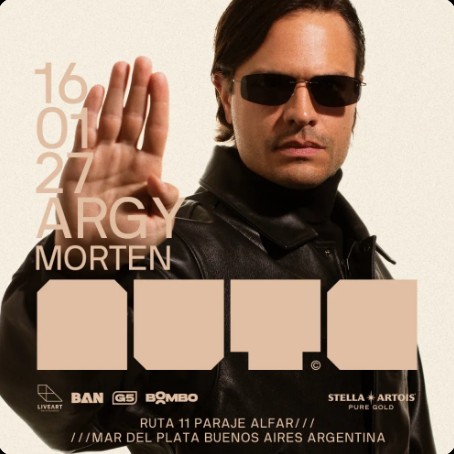 16
01
27
ARGY
MORTEN
©
LIVEART
BAN
G5
BOMBO
STELLA ARTOIS
PURE GOLD
RUTA 11 PARAJE ALFAR///
///MAR DEL PLATA BUENOS AIRES ARGENTINA